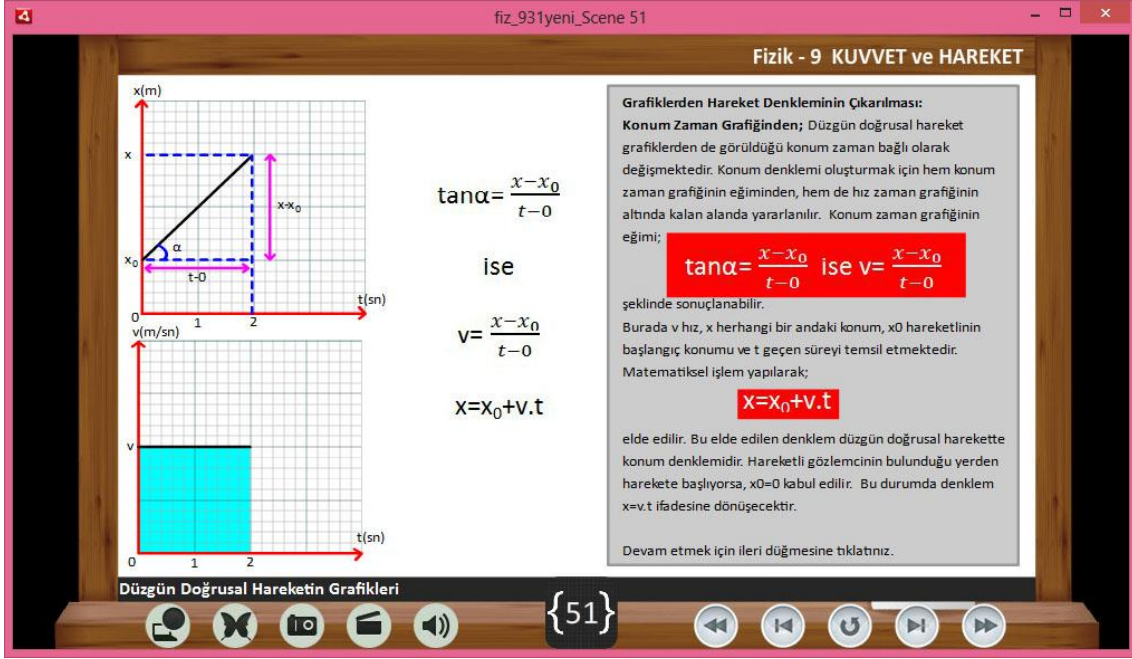 fiz_931yeni_Scene 51
Fizik - 9 KUVVET ve HAREKET
x(m)
x
x-x₀
α
x₀
t-0
t(sn)
0
1
2
v(m/sn)
v
t(sn)
0
1
2
tanα= x−x₀ / t−0
ise
v= x−x₀ / t−0
x=x₀+v.t
Grafiklerden Hareket Denkleminin Çıkarılması:
Konum Zaman Grafiğinden; Düzgün doğrusal hareket
grafiklerden de görüldüğü konum zaman bağlı olarak
değişmektedir. Konum denklemi oluşturmak için hem konum
zaman grafiğinin eğiminden, hem de hız zaman grafiğinin
altında kalan alanda yararlanılır. Konum zaman grafiğinin
eğimi;
tanα= x−x₀ / t−0 ise v= x−x₀ / t−0
şeklinde sonuçlanabilir.
Burada v hız, x herhangi bir andaki konum, x0 hareketlinin
başlangıç konumu ve t geçen süreyi temsil etmektedir.
Matematiksel işlem yapılarak;
x=x₀+v.t
elde edilir. Bu elde edilen denklem düzgün doğrusal harekette
konum denklemidir. Hareketli gözlemcinin bulunduğu yerden
harekete başlıyorsa, x0=0 kabul edilir. Bu durumda denklem
x=v.t ifadesine dönüşecektir.
Devam etmek için ileri düğmesine tıklatınız.
Düzgün Doğrusal Hareketin Grafikleri
{51}